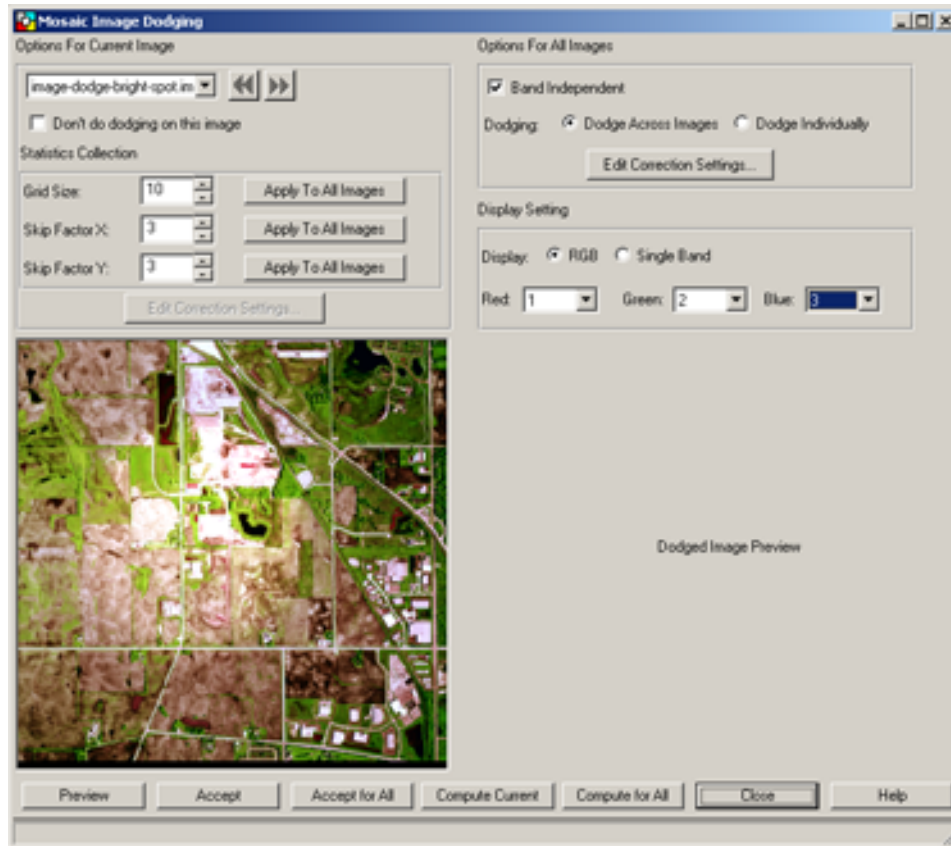 Mosaic Image Dodging
Options For Current Image
image-dodge-bright-spot.im
Don't do dodging on this image
Statistics Collection
Grid Size: 10 Apply To All Images
Skip Factor X: 3 Apply To All Images
Skip Factor Y: 3 Apply To All Images
Edit Correction Settings...
Options For All Images
Band Independent
Dodging: Dodge Across Images Dodge Individually
Edit Correction Settings...
Display Setting
Display: RGB Single Band
Red: 1 Green: 2 Blue: 3
Dodged Image Preview
Preview Accept Accept for All Compute Current Compute for All Close Help